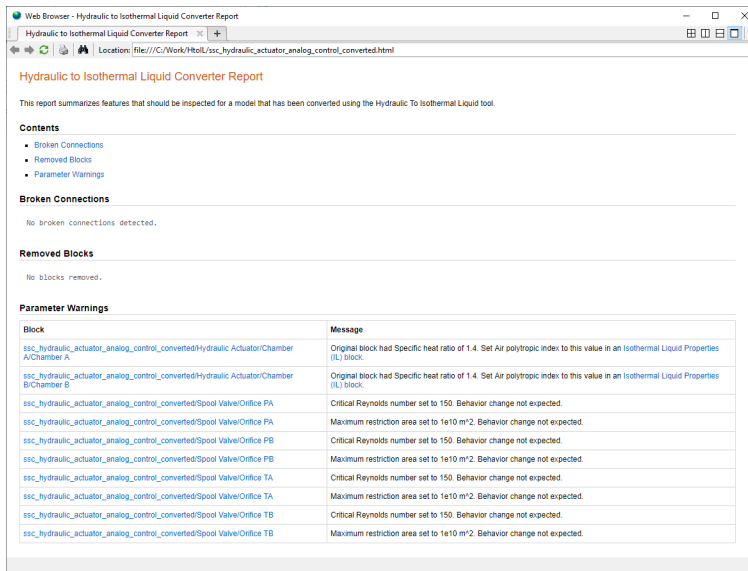 Web Browser - Hydraulic to Isothermal Liquid Converter Report
Hydraulic to Isothermal Liquid Converter Report
Location: file:///C:/Work/HtoIL/ssc_hydraulic_actuator_analog_control_converted.html
Hydraulic to Isothermal Liquid Converter Report
This report summarizes features that should be inspected for a model that has been converted using the Hydraulic To Isothermal Liquid tool.
Contents
Broken Connections
Removed Blocks
Parameter Warnings
Broken Connections
No broken connections detected.
Removed Blocks
No blocks removed.
Parameter Warnings
Block Message
ssc_hydraulic_actuator_analog_control_converted/Hydraulic Actuator/Chamber Original block had Specific heat ratio of 1.4. Set Air polytropic index to this value in an Isothermal Liquid Properties
A/Chamber A (IL) block.
ssc_hydraulic_actuator_analog_control_converted/Hydraulic Actuator/Chamber Original block had Specific heat ratio of 1.4. Set Air polytropic index to this value in an Isothermal Liquid Properties
B/Chamber B (IL) block.
ssc_hydraulic_actuator_analog_control_converted/Spool Valve/Orifice PA Critical Reynolds number set to 150. Behavior change not expected.
ssc_hydraulic_actuator_analog_control_converted/Spool Valve/Orifice PA Maximum restriction area set to 1e10 m^2. Behavior change not expected.
ssc_hydraulic_actuator_analog_control_converted/Spool Valve/Orifice PB Critical Reynolds number set to 150. Behavior change not expected.
ssc_hydraulic_actuator_analog_control_converted/Spool Valve/Orifice PB Maximum restriction area set to 1e10 m^2. Behavior change not expected.
ssc_hydraulic_actuator_analog_control_converted/Spool Valve/Orifice TA Critical Reynolds number set to 150. Behavior change not expected.
ssc_hydraulic_actuator_analog_control_converted/Spool Valve/Orifice TA Maximum restriction area set to 1e10 m^2. Behavior change not expected.
ssc_hydraulic_actuator_analog_control_converted/Spool Valve/Orifice TB Critical Reynolds number set to 150. Behavior change not expected.
ssc_hydraulic_actuator_analog_control_converted/Spool Valve/Orifice TB Maximum restriction area set to 1e10 m^2. Behavior change not expected.